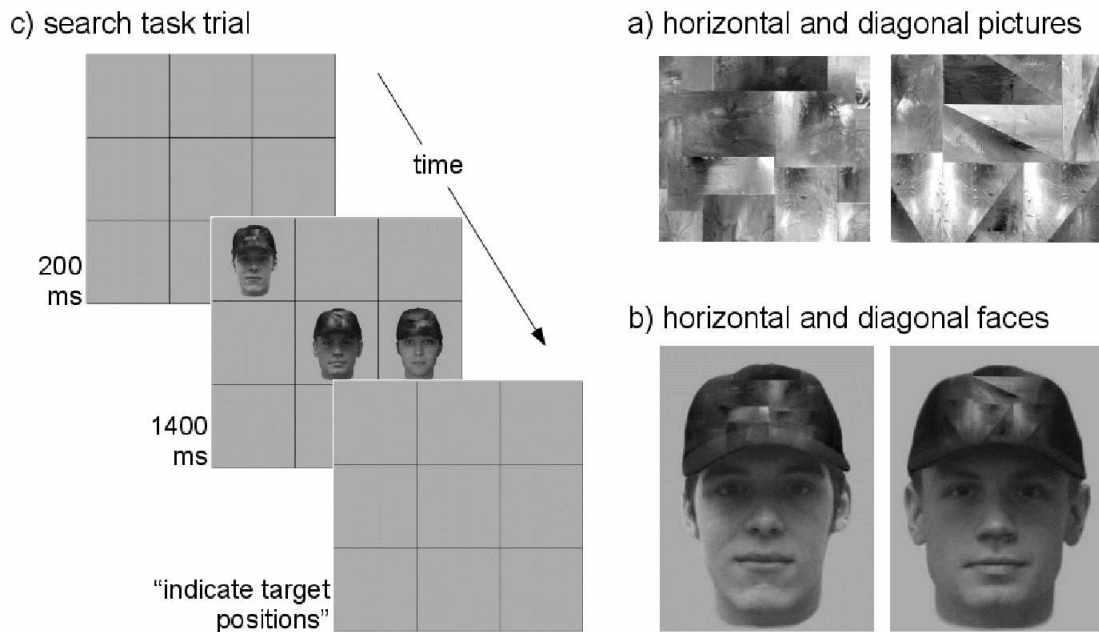 c) search task trial
time
200
ms
1400
ms
“indicate target
positions”
a) horizontal and diagonal pictures
b) horizontal and diagonal faces